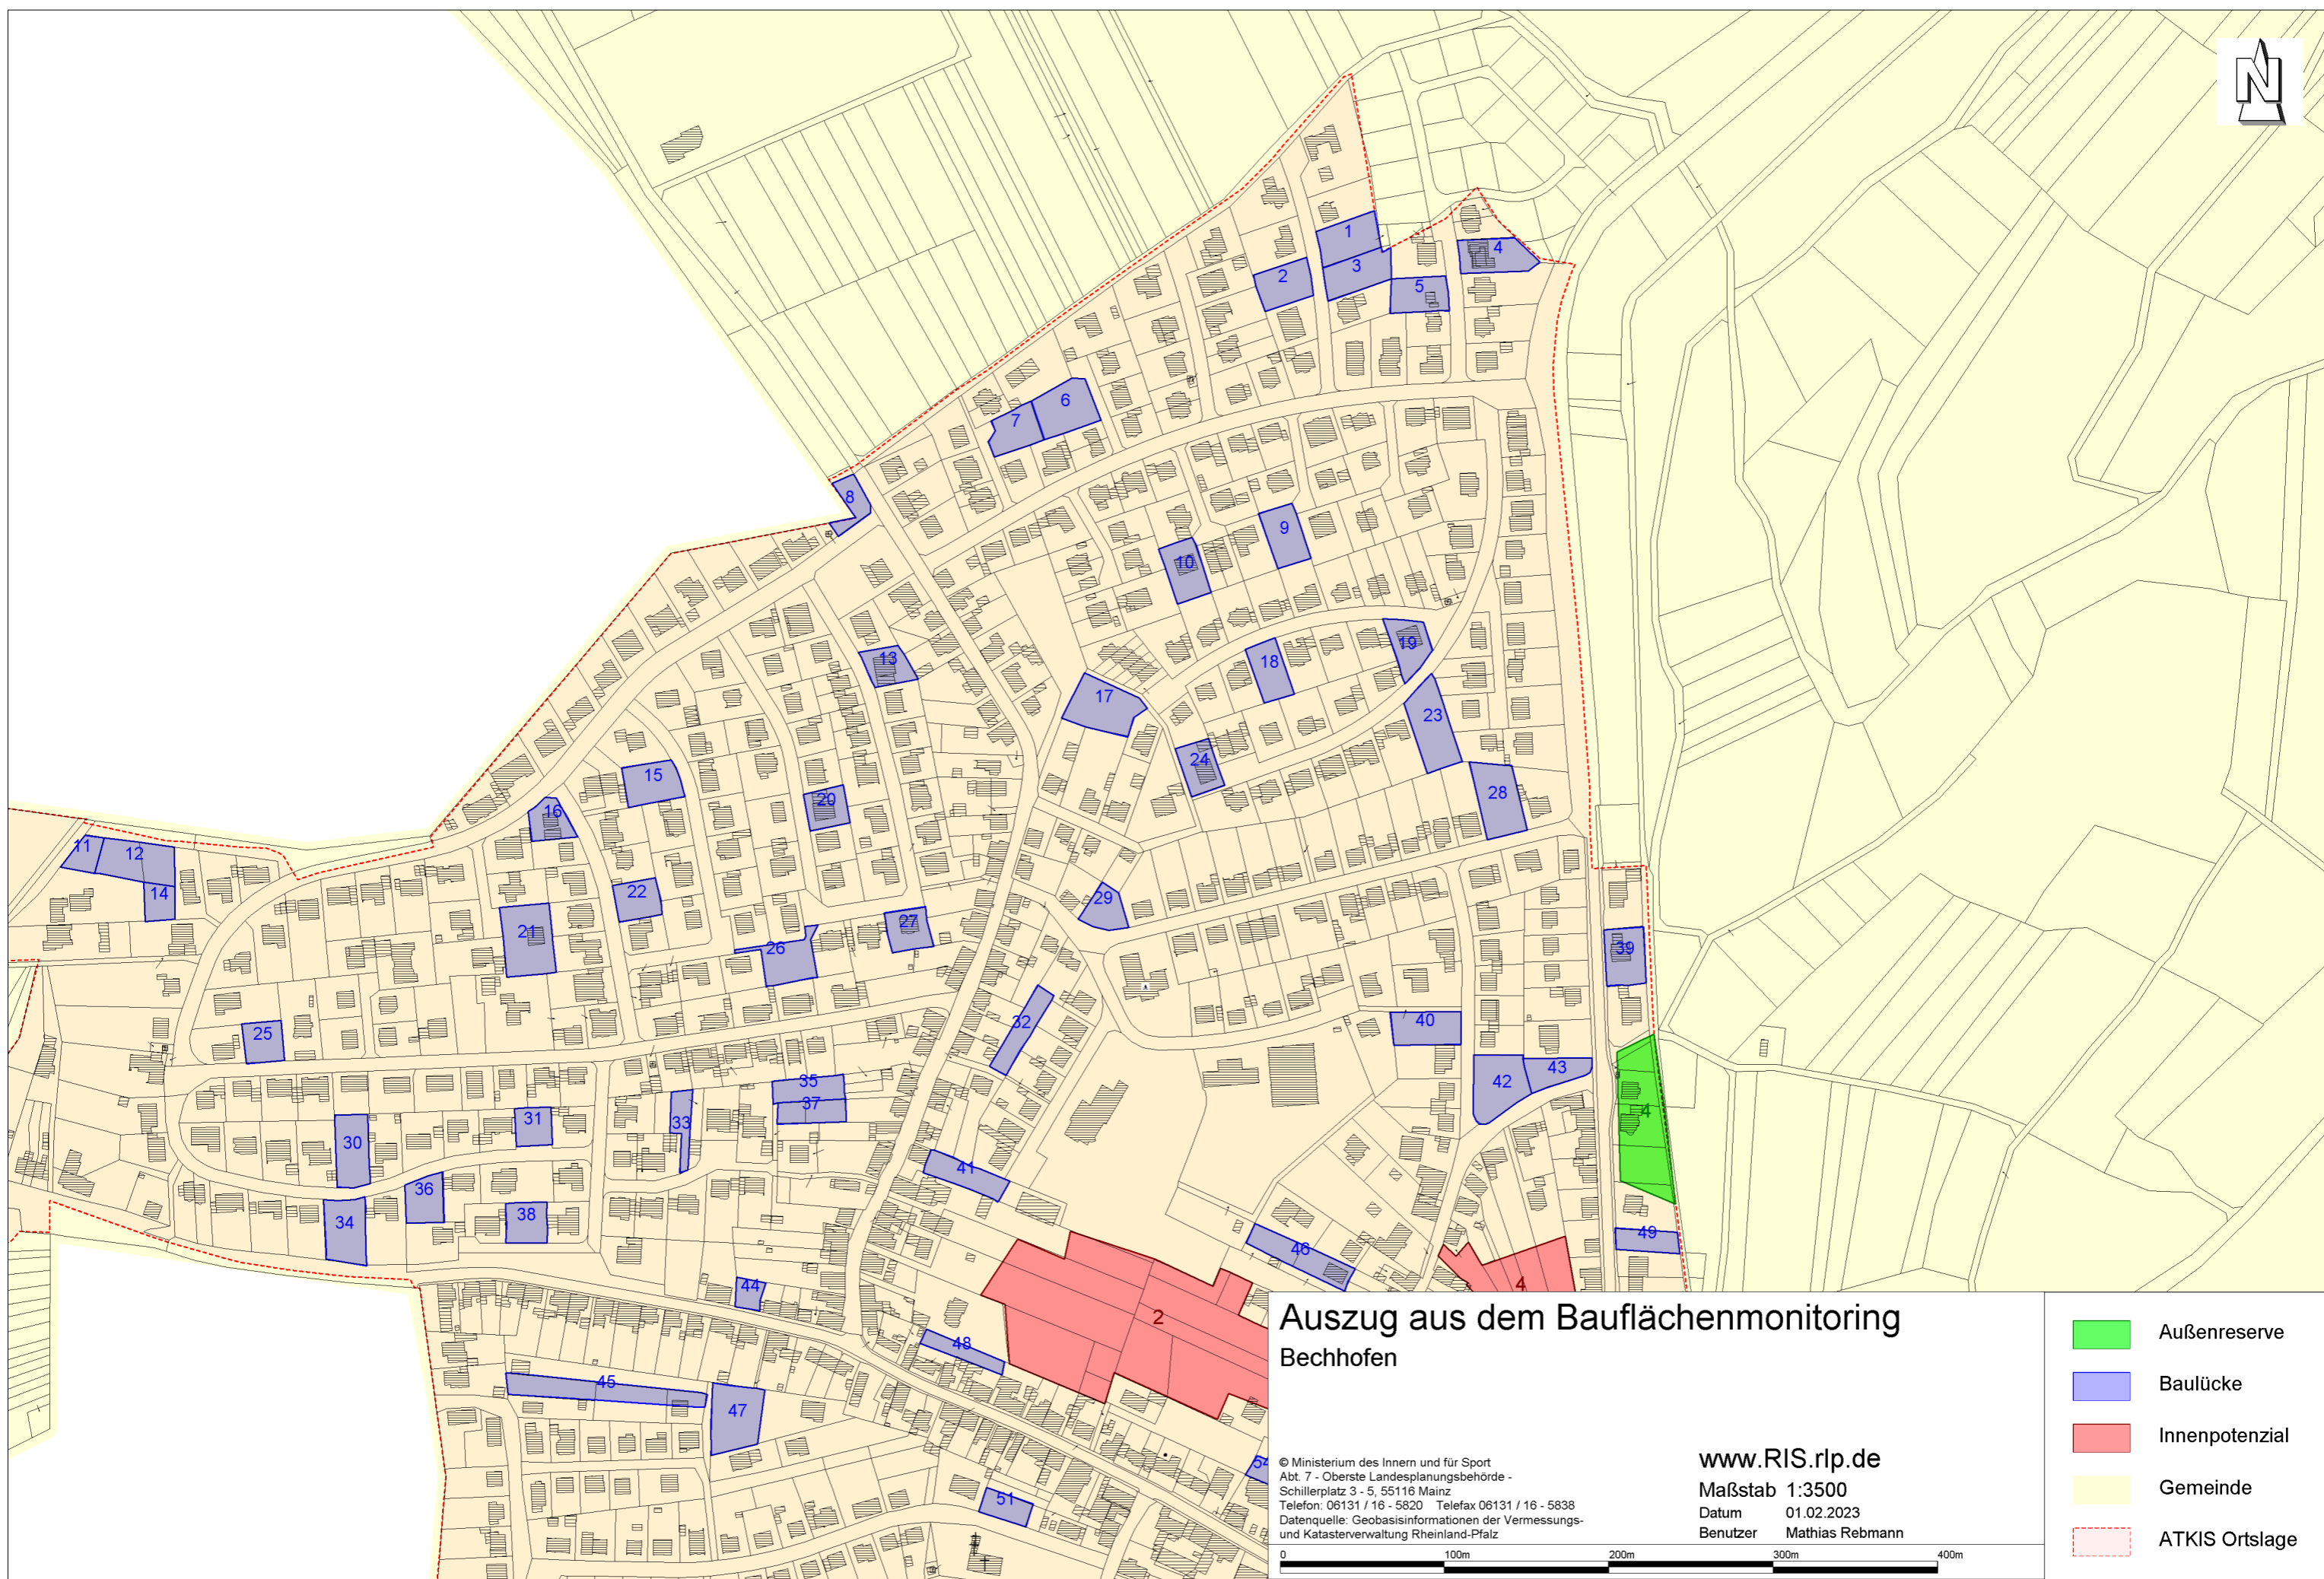 N
1
2
3
4
5
6
7
8
9
10
11
12
13
14
15
16
17
18
19
20
21
22
23
24
25
26
27
28
29
30
31
32
33
34
35
36
37
38
39
40
41
42
43
4
44
45
46
47
48
49
2
4
51
54
Auszug aus dem Bauflächenmonitoring
Bechhofen
© Ministerium des Innern und für Sport
Abt. 7 - Oberste Landesplanungsbehörde -
Schillerplatz 3 - 5, 55116 Mainz
Telefon: 06131 / 16 - 5820 Telefax 06131 / 16 - 5838
Datenquelle: Geobasisinformationen der Vermessungs-
und Katasterverwaltung Rheinland-Pfalz
www.RIS.rlp.de
Maßstab 1:3500
Datum 01.02.2023
Benutzer Mathias Rebmann
0 100m 200m 300m 400m
Außenreserve
Baulücke
Innenpotenzial
Gemeinde
ATKIS Ortslage